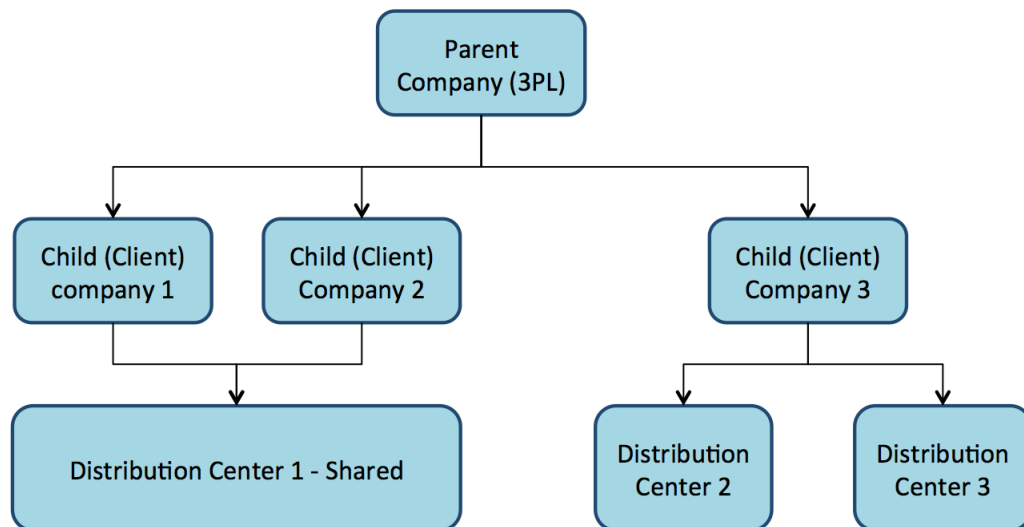 Parent
Company (3PL)
Child (Client)
company 1
Child (Client)
Company 2
Child (Client)
Company 3
Distribution Center 1 - Shared
Distribution
Center 2
Distribution
Center 3